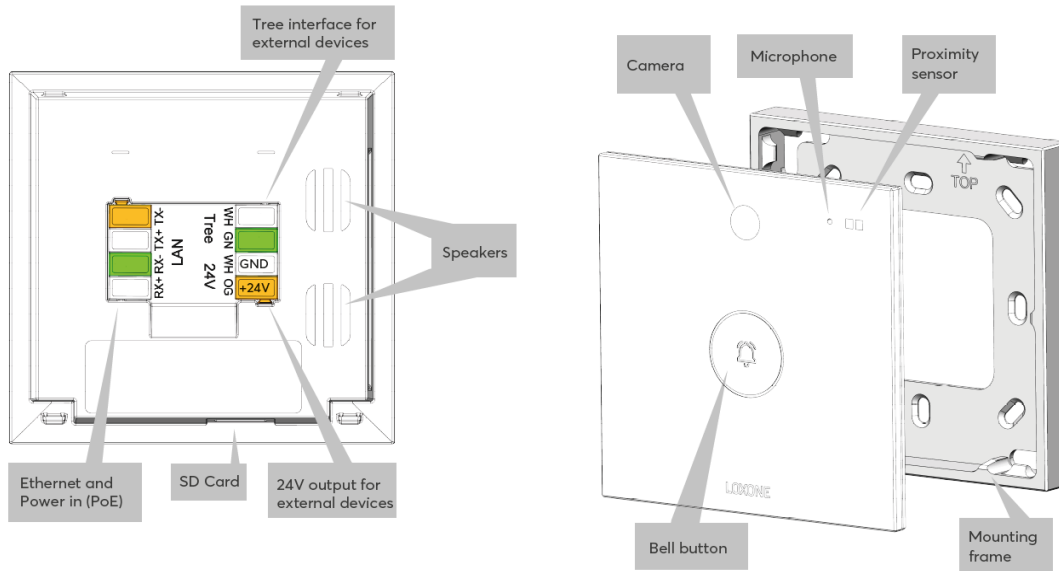 Tree interface for
external devices
TX-
TX+
RX-
RX+
LAN
Tree
24V
WH
GN
WH
OG
GND
+24V
Speakers
Ethernet and
Power in (PoE)
SD Card
24V output for
external devices
Camera
Microphone
Proximity
sensor
TOP
LOXONE
Bell button
Mounting
frame